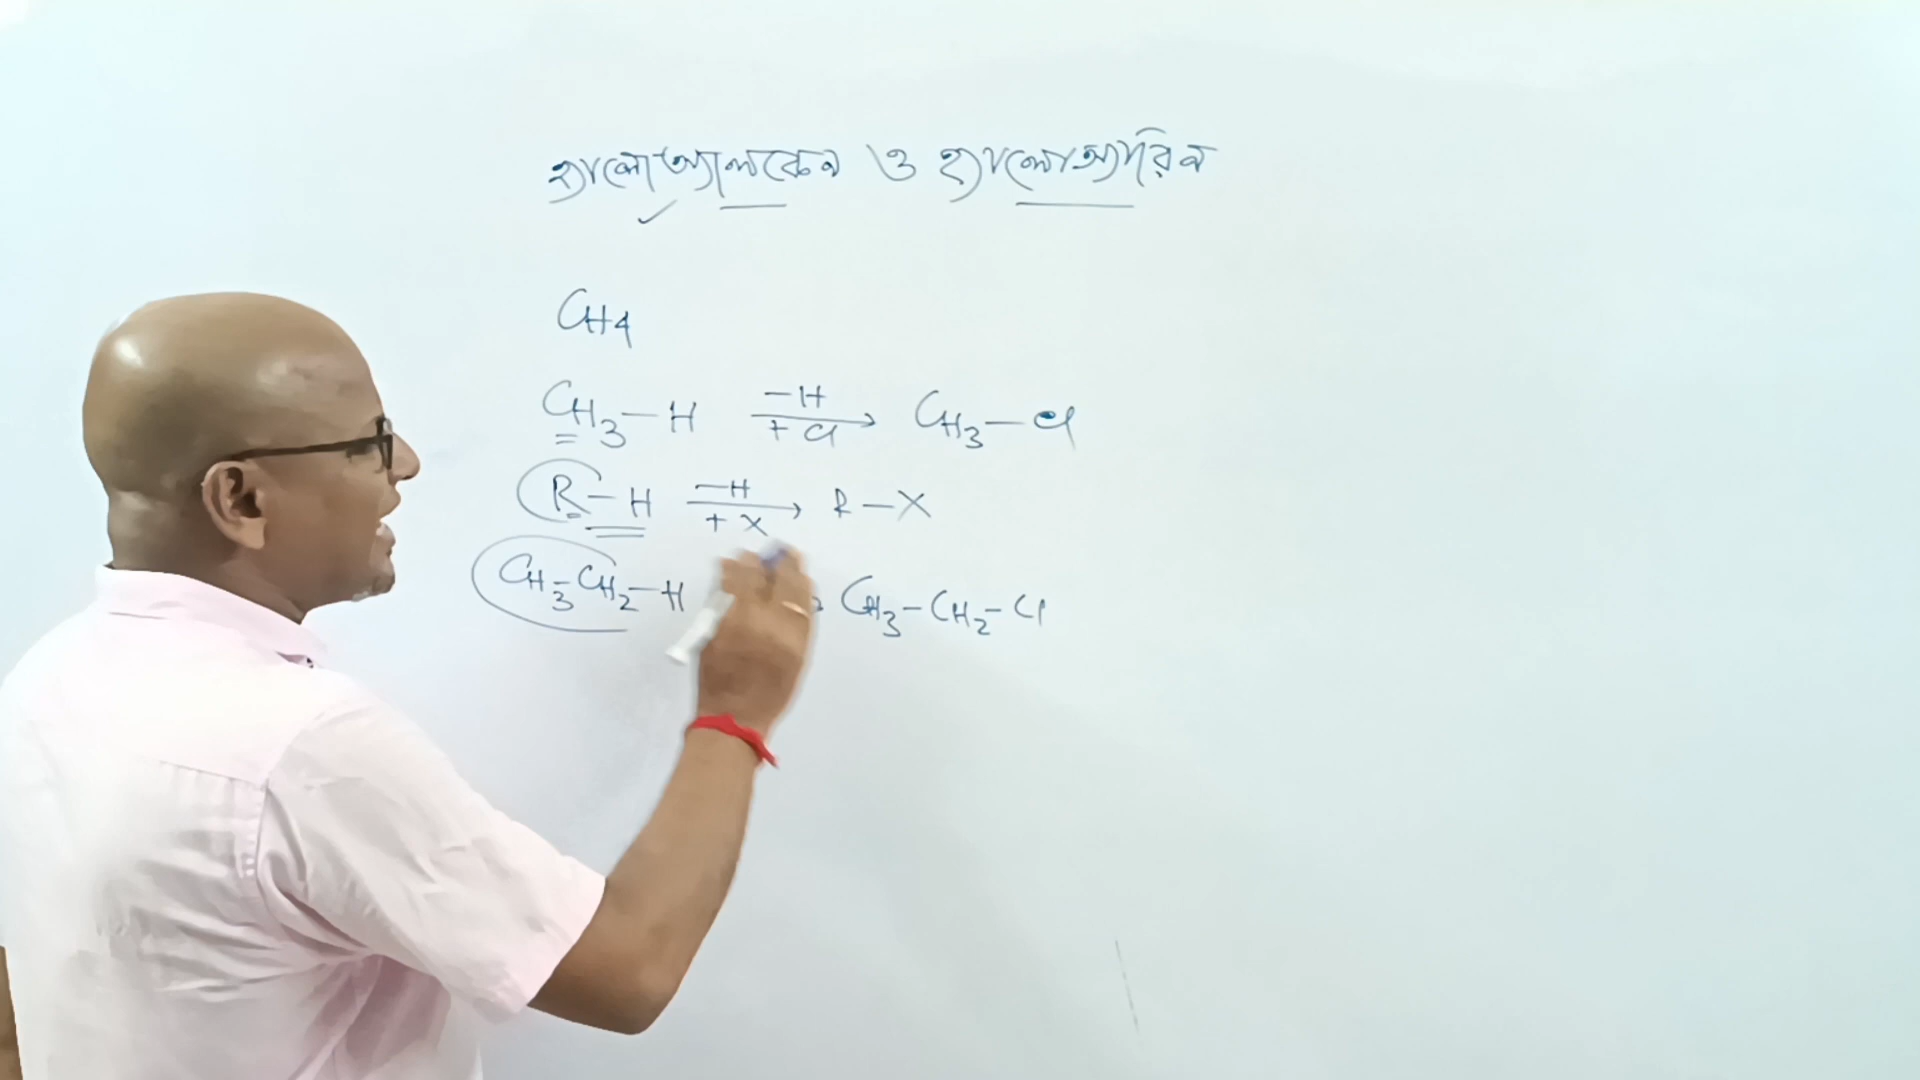 হ্যালোঅ্যালকেন ও হ্যালোঅ্যারিন
CH4
CH3—H —H + Cl → CH3—Cl
R—H —H + X → R—X
CH3-CH2—H → CH3—CH2—Cl